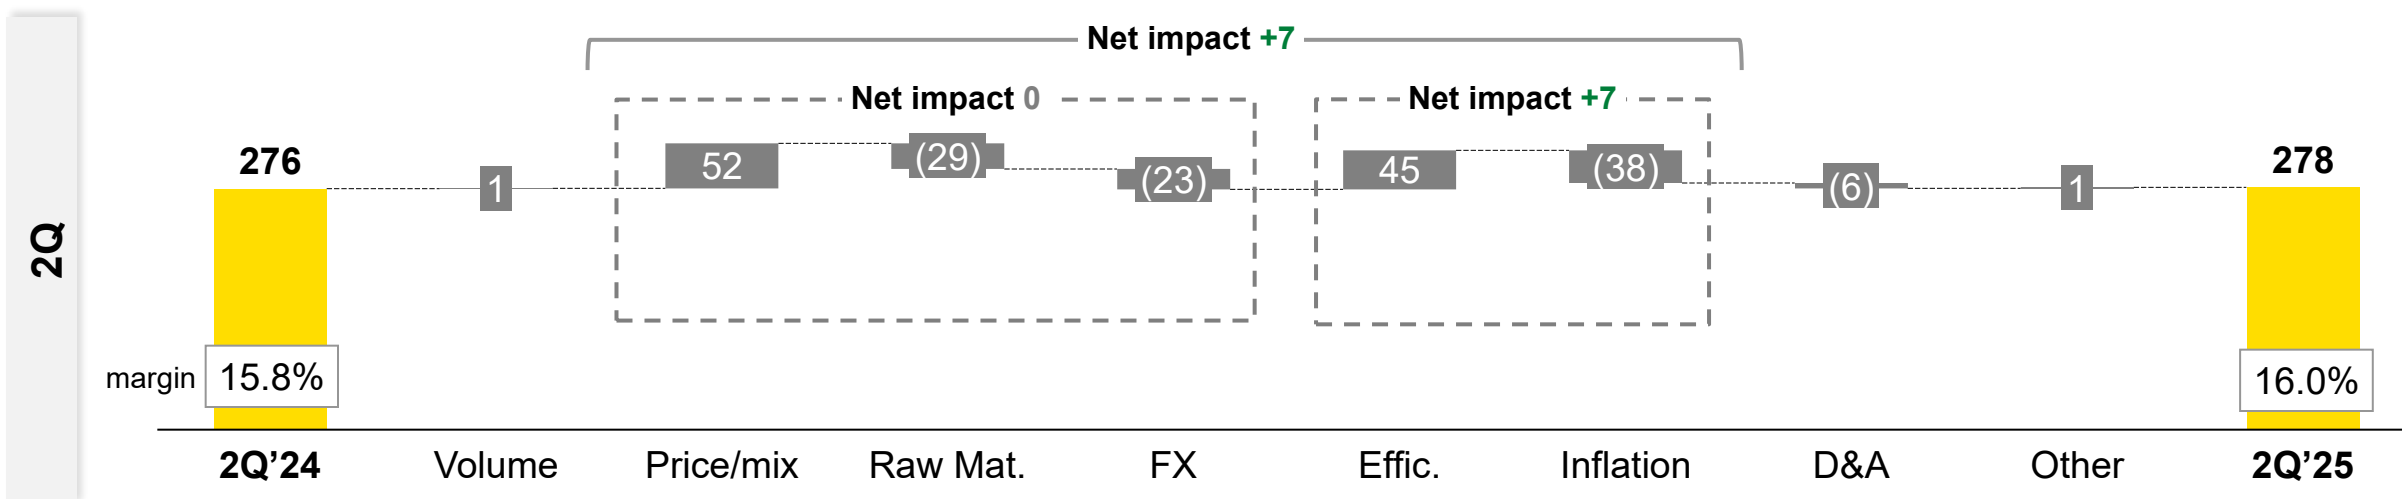 2Q
Net impact +7
Net impact 0
Net impact +7
276
1
52
(29)
(23)
45
(38)
(6)
1
278
margin
15.8%
16.0%
2Q’24
Volume
Price/mix
Raw Mat.
FX
Effic.
Inflation
D&A
Other
2Q’25